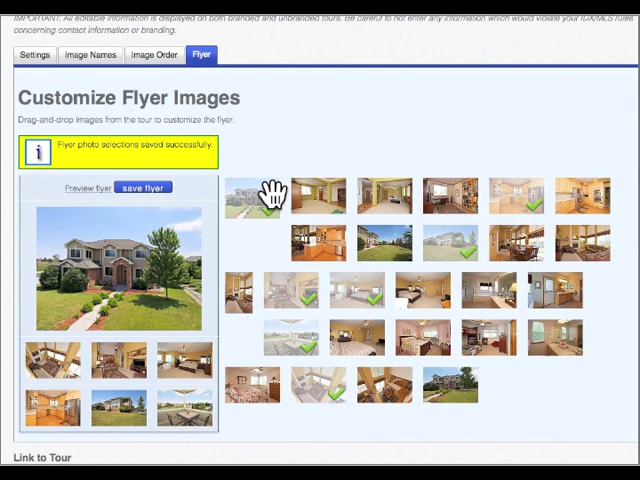 IMPORTANT: All editable information is displayed on both branded and unbranded tours. Be careful to not enter any information which would violate your IDX/MLS rules
concerning contact information or branding.
Settings
Image Names
Image Order
Flyer
Customize Flyer Images
Drag-and-drop images from the tour to customize the flyer.
i
Flyer photo selections saved successfully.
Preview flyer
save flyer
Link to Tour